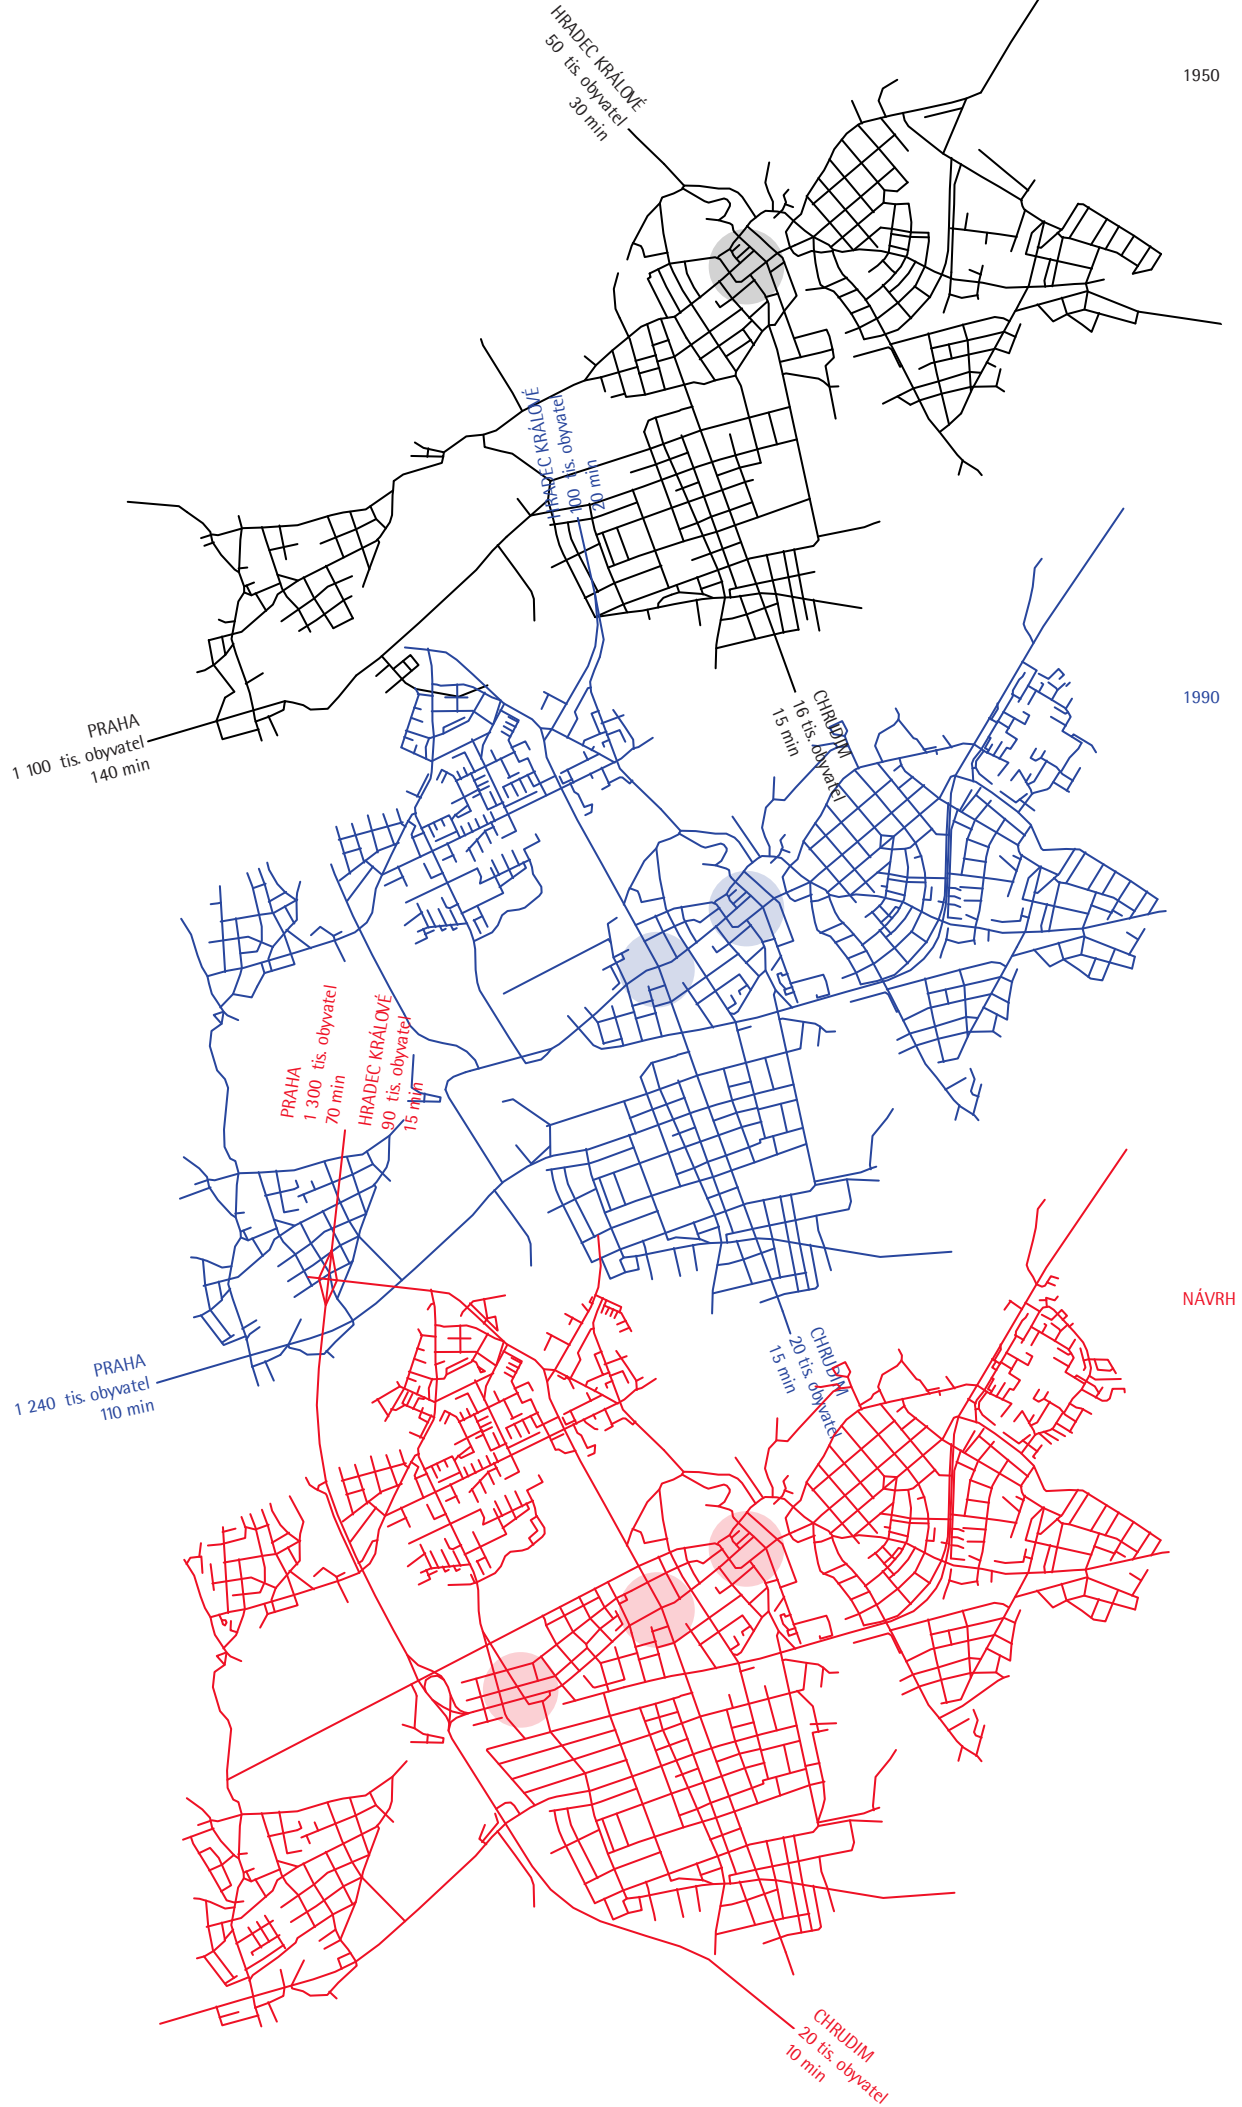 HRADEC KRÁLOVÉ
50 tis. obyvatel
30 min
1950
PRAHA
1 100 tis. obyvatel
140 min
CHRUDIM
16 tis. obyvatel
15 min
HRADEC KRÁLOVÉ
100 tis. obyvatel
20 min
1990
PRAHA
1 240 tis. obyvatel
110 min
CHRUDIM
20 tis. obyvatel
15 min
PRAHA
1 300 tis. obyvatel
70 min
HRADEC KRÁLOVÉ
90 tis. obyvatel
15 min
NÁVRH
CHRUDIM
20 tis. obyvatel
10 min